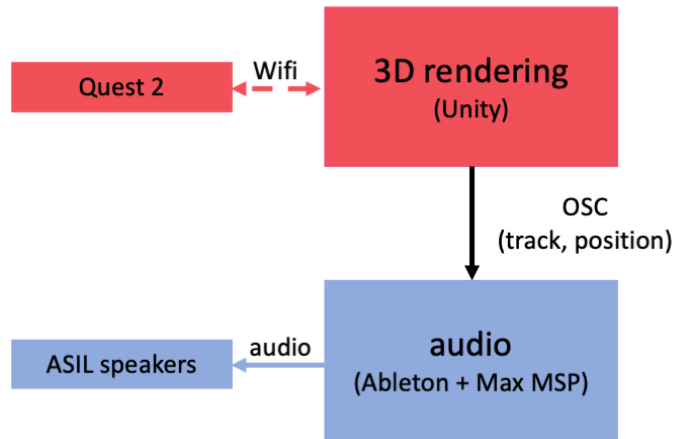 Quest 2
Wifi
3D rendering
(Unity)
OSC
(track, position)
ASIL speakers
audio
audio
(Ableton + Max MSP)